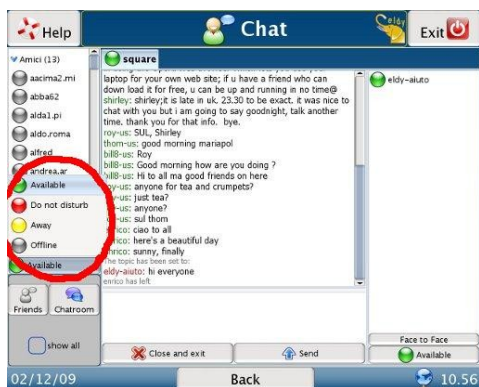 Help
Chat
eldy
Exit
Amici (13)
aacima2.mi
abba62
alda1.pi
aldo.roma
alfred
andrea.ar
Available
Do not disturb
Away
Offline
Available
Friends
Chatroom
show all
square
laptop for your own web site; if u have a friend who can
down load it for free, u can be up and running in no time@
shirley: shirley;it is late in uk. 23.30 to be exact. it was nice to
chat with you but i am going to say goodnight, talk another
time. thank you for that info.  bye.
roy-us: SUL, Shirley
thom-us: good morning mariapol
bill8-us: Roy
bill8-us: Good morning how are you doing ?
bill8-us: Hi to all ma good friends on here
roy-us: anyone for tea and crumpets?
roy-us: just tea?
roy-us: anyone?
us: sul thom
enrico: ciao to all
enrico: here's a beautiful day
enrico: sunny, finally
The topic has been set to:
eldy-aiuto: hi everyone
enrico has left
Close and exit
Send
eldy-aiuto
Face to Face
Available
02/12/09
Back
10.56